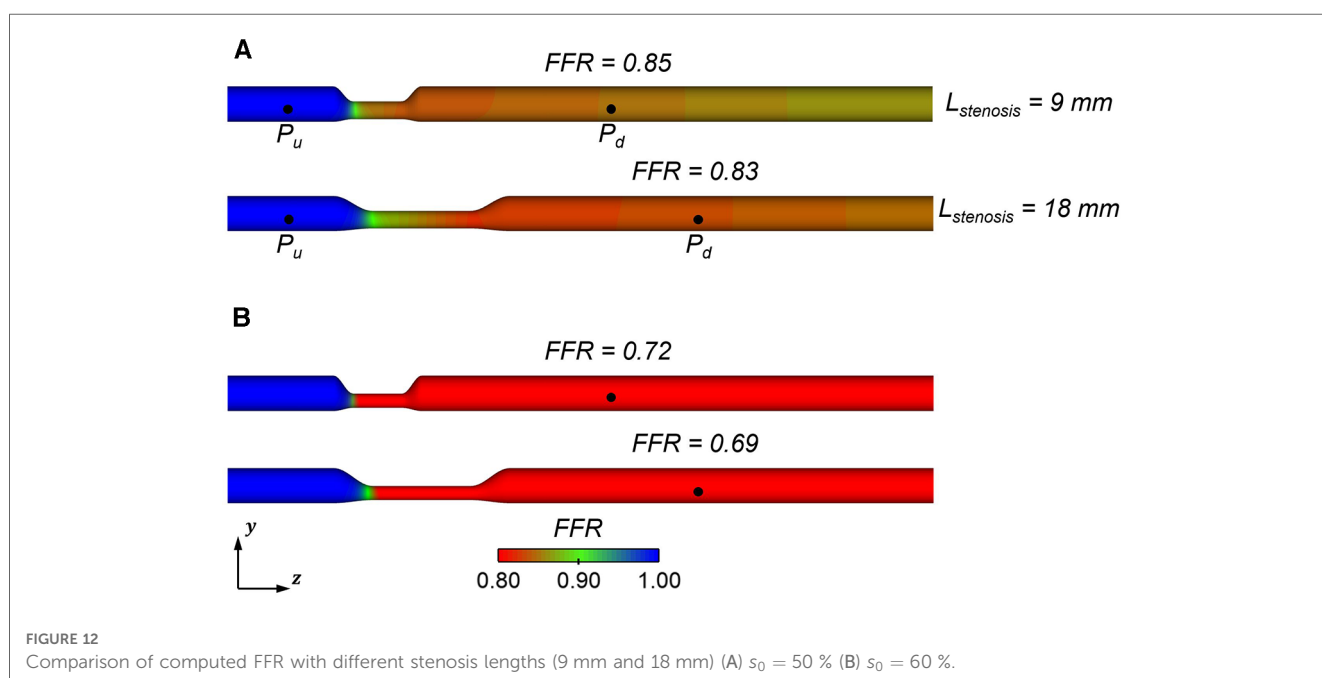 A
FFR = 0.85
L_stenosis = 9 mm
P_u
P_d
FFR = 0.83
L_stenosis = 18 mm
P_u
P_d
B
FFR = 0.72
FFR = 0.69
y
z
FFR
0.80 0.90 1.00
FIGURE 12
Comparison of computed FFR with different stenosis lengths (9 mm and 18 mm) (A) s₀ = 50 % (B) s₀ = 60 %.